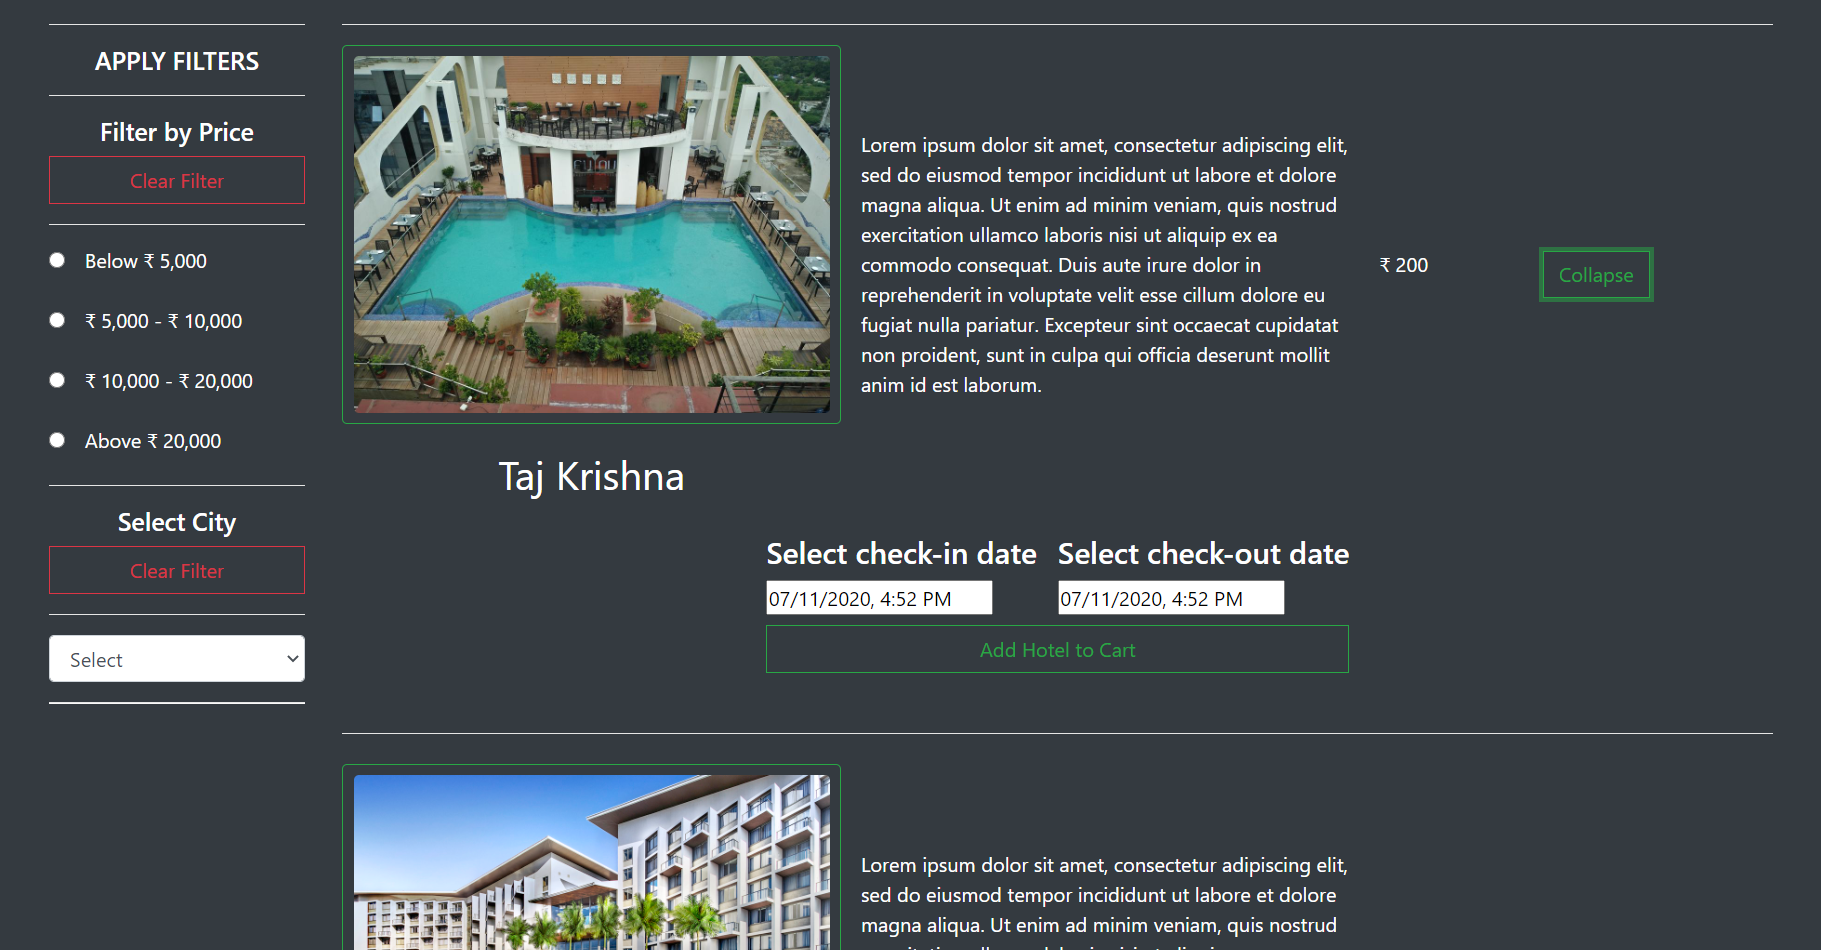 APPLY FILTERS
Filter by Price
Clear Filter
Below ₹ 5,000
₹ 5,000 - ₹ 10,000
₹ 10,000 - ₹ 20,000
Above ₹ 20,000
Select City
Clear Filter
Select
Lorem ipsum dolor sit amet, consectetur adipiscing elit,
sed do eiusmod tempor incididunt ut labore et dolore
magna aliqua. Ut enim ad minim veniam, quis nostrud
exercitation ullamco laboris nisi ut aliquip ex ea
commodo consequat. Duis aute irure dolor in
reprehenderit in voluptate velit esse cillum dolore eu
fugiat nulla pariatur. Excepteur sint occaecat cupidatat
non proident, sunt in culpa qui officia deserunt mollit
anim id est laborum.
₹ 200
Collapse
Taj Krishna
Select check-in date
07/11/2020, 4:52 PM
Select check-out date
07/11/2020, 4:52 PM
Add Hotel to Cart
Lorem ipsum dolor sit amet, consectetur adipiscing elit,
sed do eiusmod tempor incididunt ut labore et dolore
magna aliqua. Ut enim ad minim veniam, quis nostrud